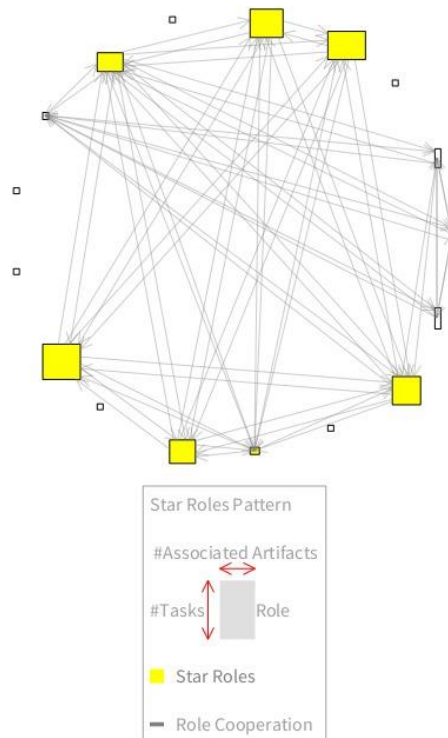 Star Roles Pattern
#Associated Artifacts
#Tasks Role
Star Roles
Role Cooperation